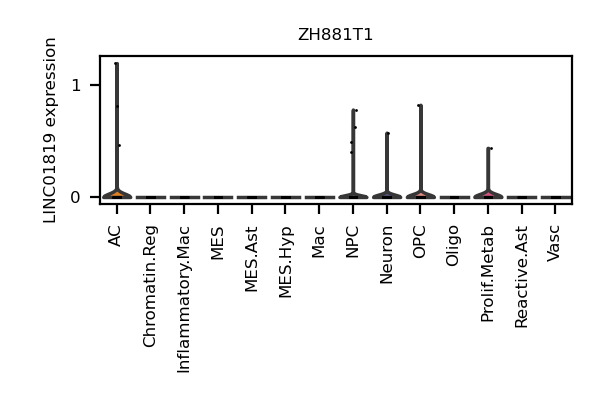 ZH881T1
LINC01819 expression
1
0
AC
Chromatin.Reg
Inflammatory.Mac
MES
MES.Ast
MES.Hyp
Mac
NPC
Neuron
OPC
Oligo
Prolif.Metab
Reactive.Ast
Vasc